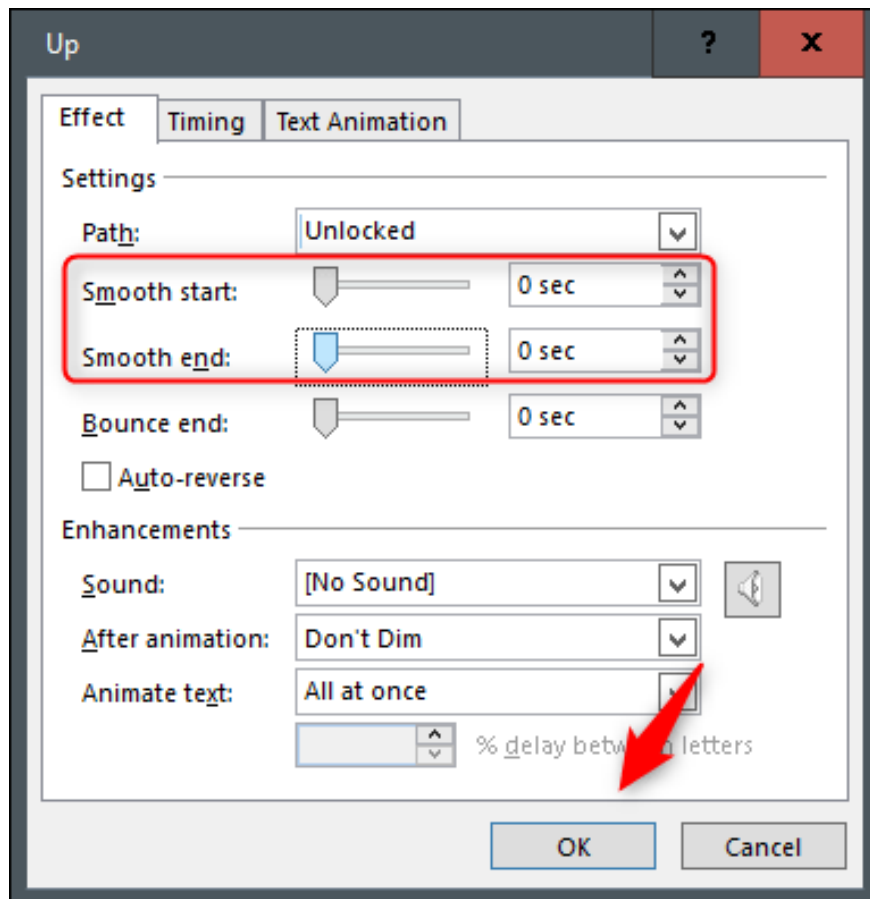 Up ? x
Effect Timing Text Animation
Settings
Path: Unlocked
Smooth start: 0 sec
Smooth end: 0 sec
Bounce end: 0 sec
Auto-reverse
Enhancements
Sound: [No Sound]
After animation: Don't Dim
Animate text: All at once
% delay between letters
OK Cancel